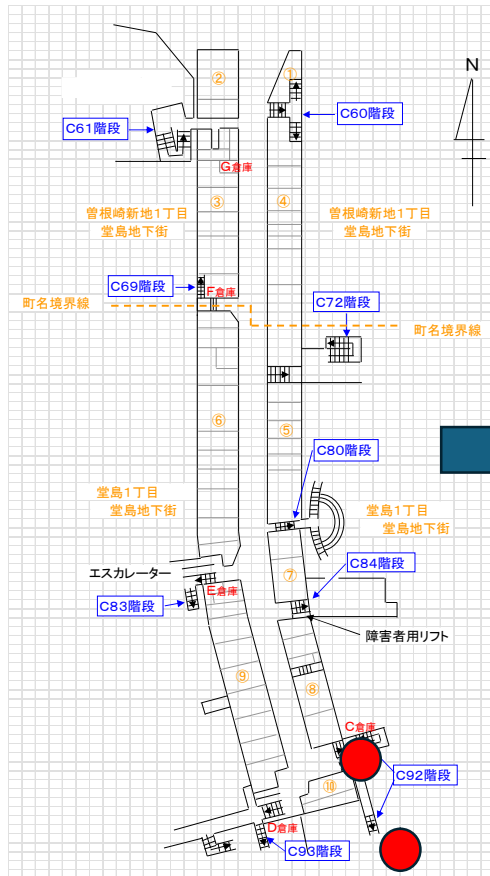 N
②
①
C61階段
C60階段
G倉庫
③
④
曽根崎新地1丁目
堂島地下街
曽根崎新地1丁目
堂島地下街
C69階段
F倉庫
C72階段
町名境界線
町名境界線
⑥
⑤
C80階段
堂島1丁目
堂島地下街
堂島1丁目
堂島地下街
エスカレーター
⑦
C84階段
E倉庫
C83階段
障害者用リフト
⑨
⑧
C倉庫
C92階段
⑩
D倉庫
C93階段